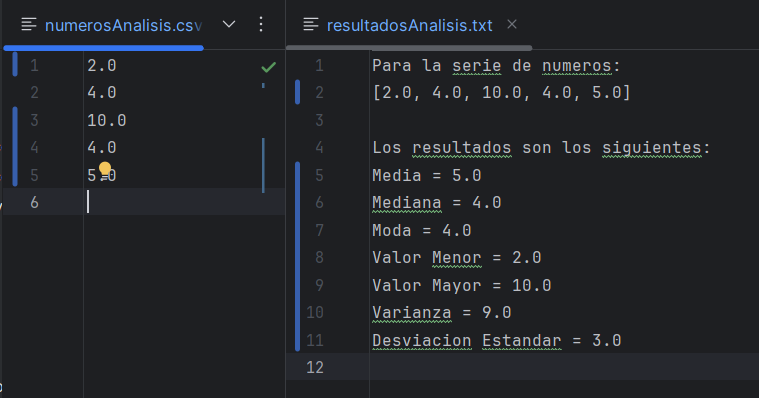 numerosAnalisis.csv
1 2.0
2 4.0
3 10.0
4 4.0
5 5.0
6
resultadosAnalisis.txt
1 Para la serie de numeros:
2 [2.0, 4.0, 10.0, 4.0, 5.0]
3
4 Los resultados son los siguientes:
5 Media = 5.0
6 Mediana = 4.0
7 Moda = 4.0
8 Valor Menor = 2.0
9 Valor Mayor = 10.0
10 Varianza = 9.0
11 Desviacion Estandar = 3.0
12